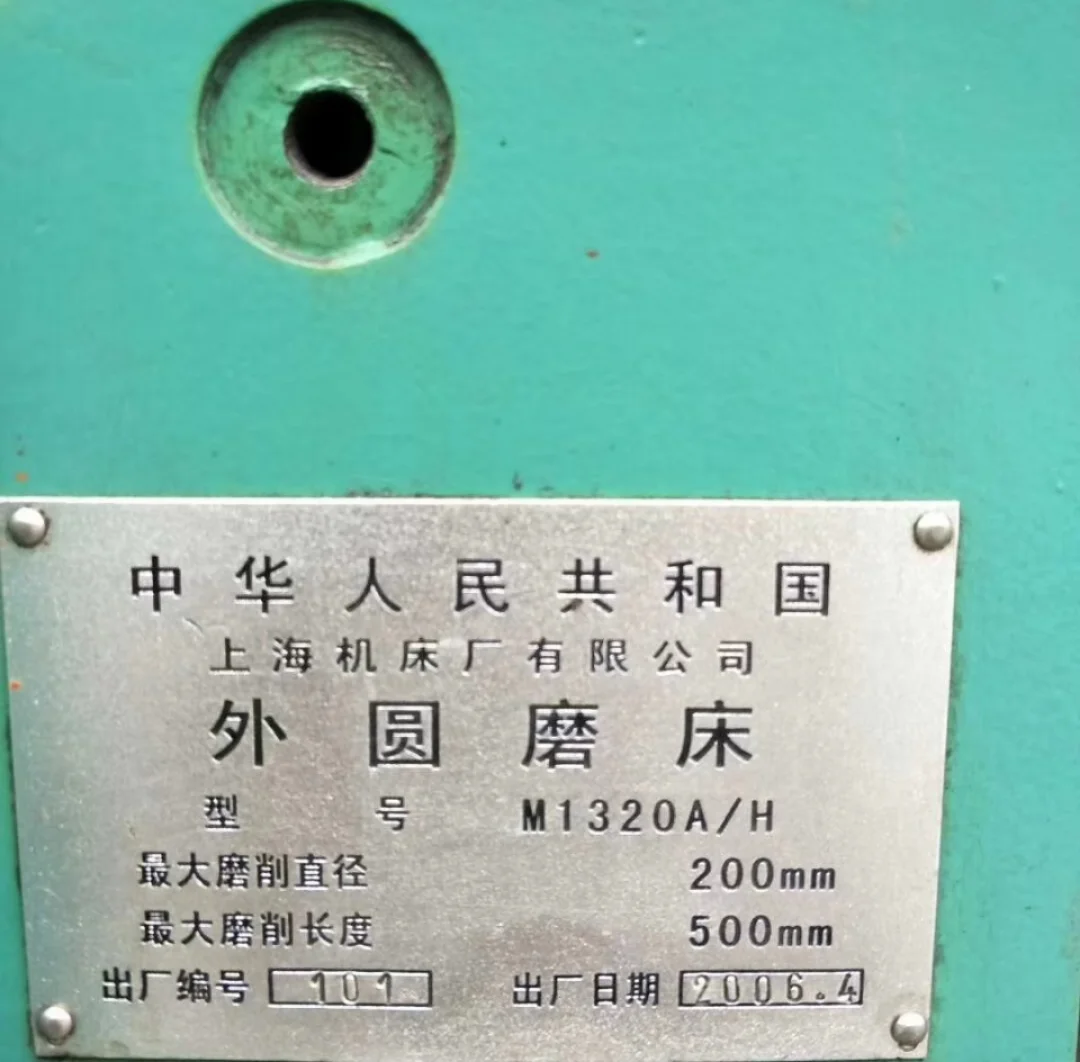 中华人民共和国
上海机床厂有限公司
外圆磨床
型号 M1320A/H
最大磨削直径 200mm
最大磨削长度 500mm
出厂编号 101 出厂日期 2006.4